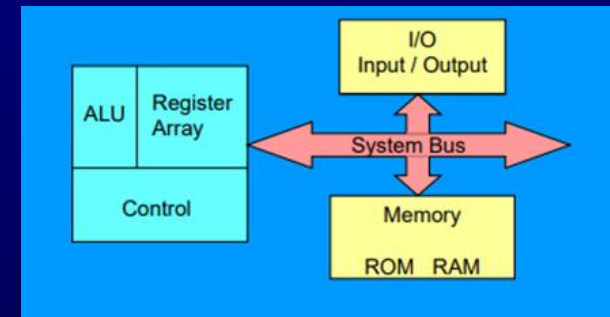 ALU
Register
Array
Control
I/O
Input / Output
System Bus
Memory
ROM RAM